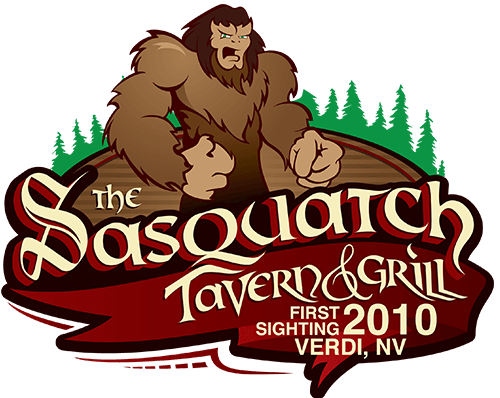 THE
SASQUATCH
TAVERN & GRILL
FIRST
SIGHTING 2010
VERDI, NV